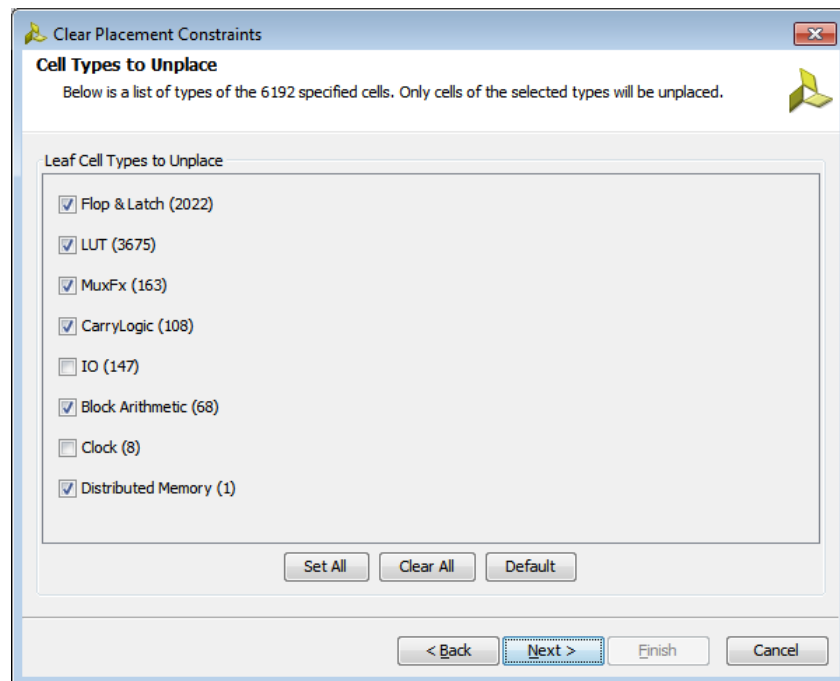 Clear Placement Constraints
Cell Types to Unplace
Below is a list of types of the 6192 specified cells. Only cells of the selected types will be unplaced.
Leaf Cell Types to Unplace
Flop & Latch (2022)
LUT (3675)
MuxFx (163)
CarryLogic (108)
IO (147)
Block Arithmetic (68)
Clock (8)
Distributed Memory (1)
Set All Clear All Default
< Back Next > Finish Cancel